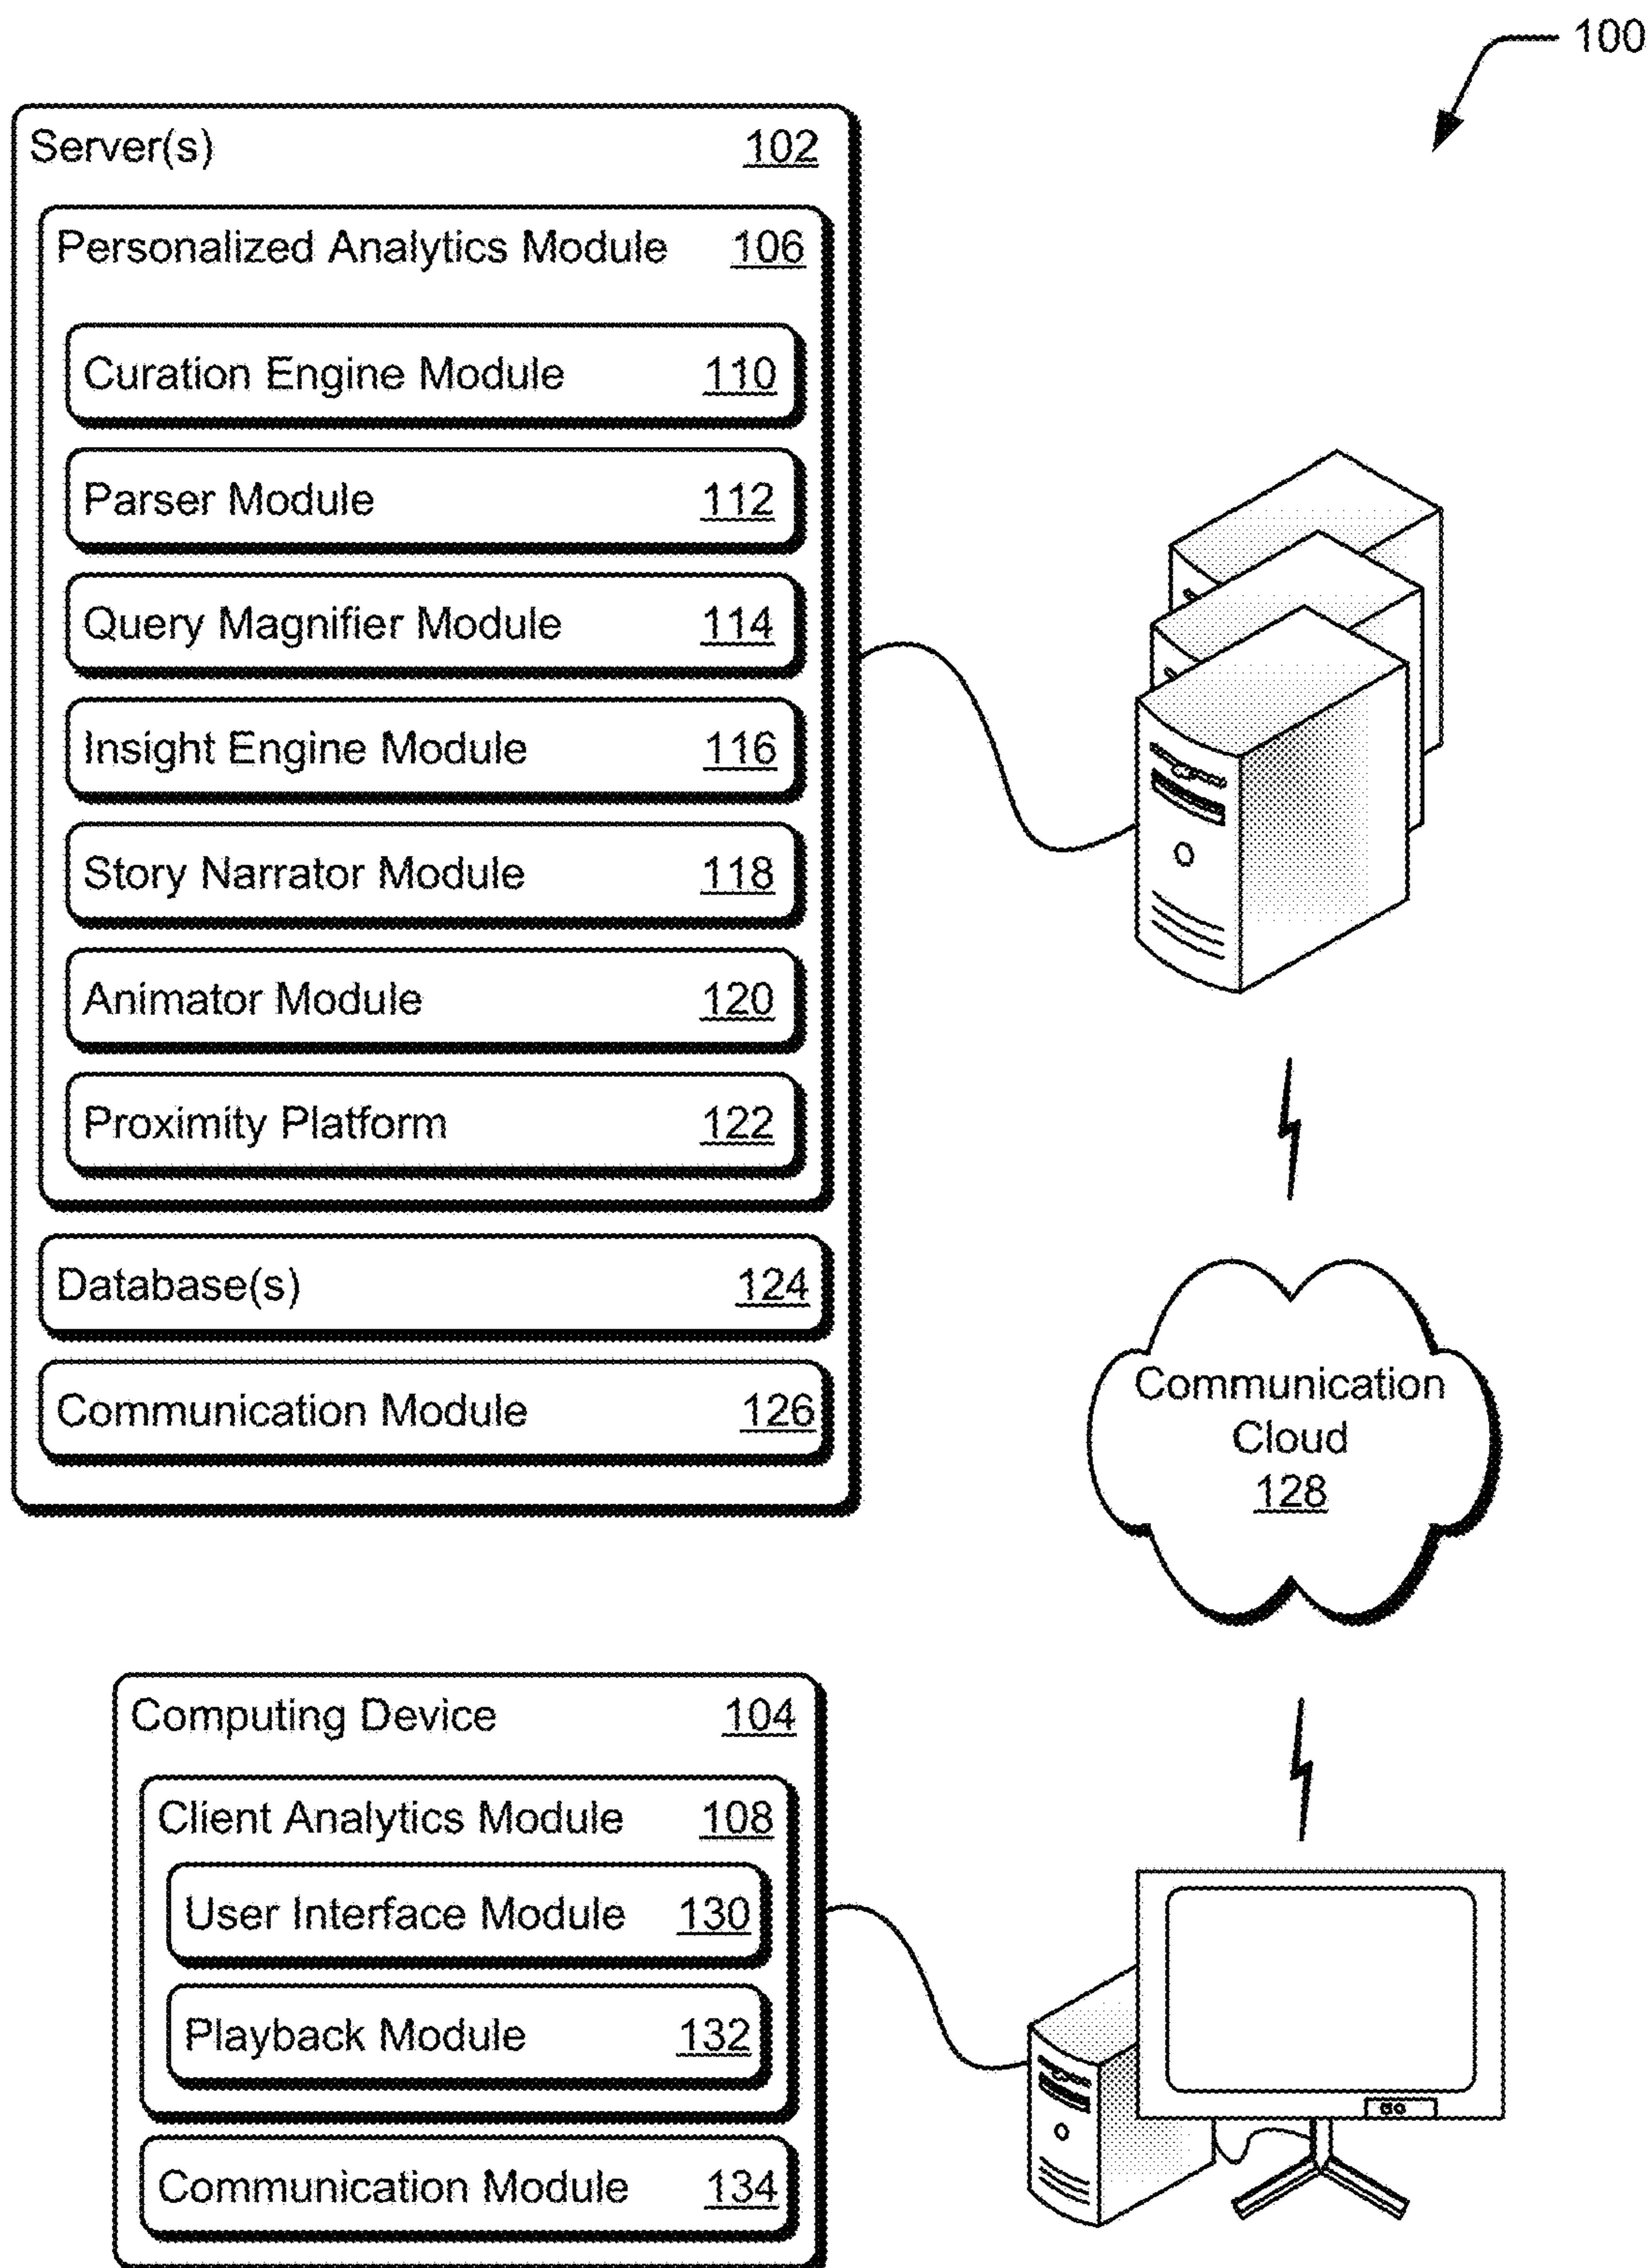 100
Server(s) 102
Personalized Analytics Module 106
Curation Engine Module 110
Parser Module 112
Query Magnifier Module 114
Insight Engine Module 116
Story Narrator Module 118
Animator Module 120
Proximity Platform 122
Database(s) 124
Communication Module 126
Communication
Cloud
128
Computing Device 104
Client Analytics Module 108
User Interface Module 130
Playback Module 132
Communication Module 134